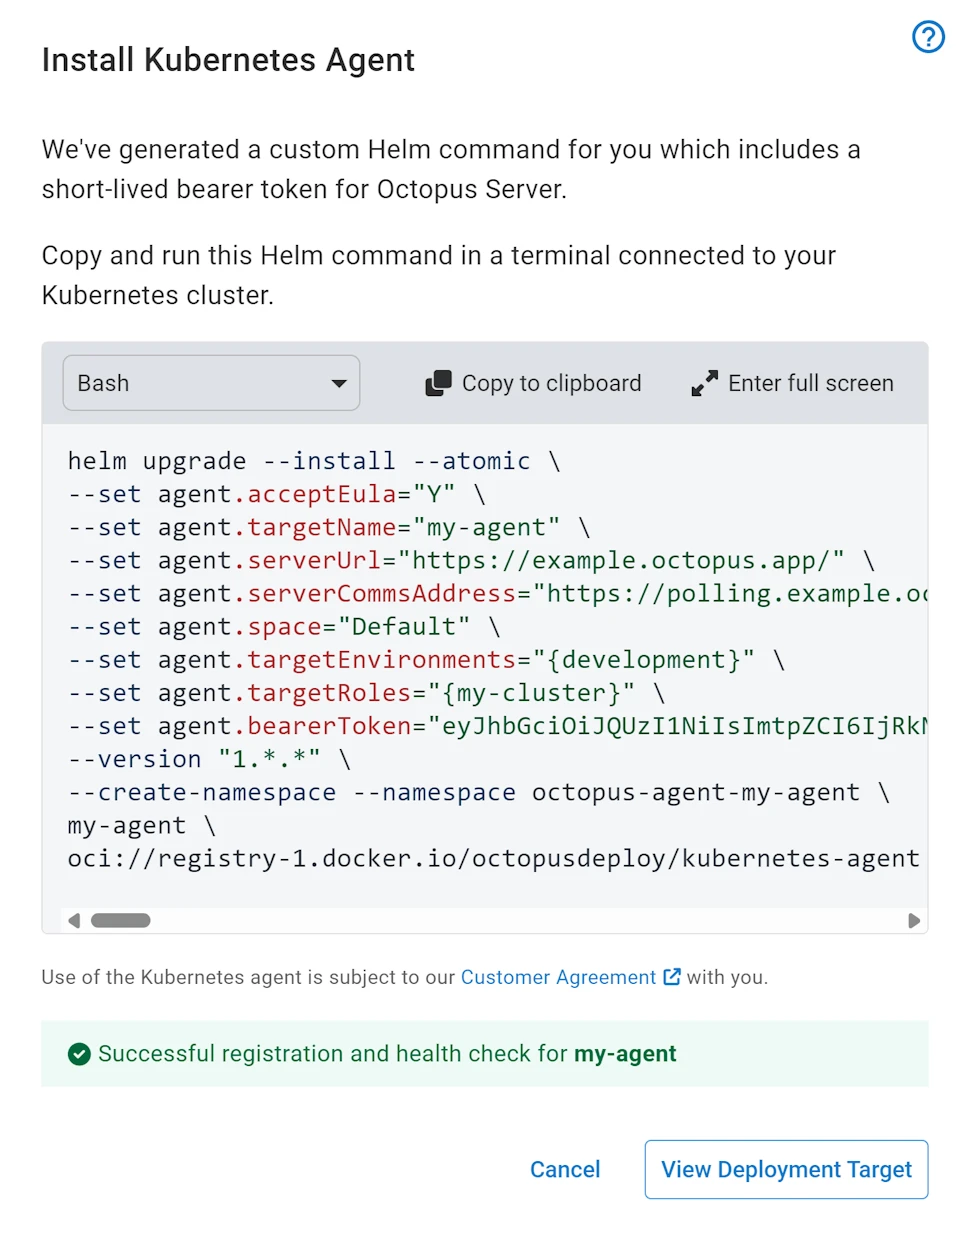 Install Kubernetes Agent
?
We've generated a custom Helm command for you which includes a
short-lived bearer token for Octopus Server.
Copy and run this Helm command in a terminal connected to your
Kubernetes cluster.
Bash
Copy to clipboard
Enter full screen
helm upgrade --install --atomic \
--set agent.acceptEula="Y" \
--set agent.targetName="my-agent" \
--set agent.serverUrl="https://example.octopus.app/" \
--set agent.serverCommsAddress="https://polling.example.oc
--set agent.space="Default" \
--set agent.targetEnvironments="{development}" \
--set agent.targetRoles="{my-cluster}" \
--set agent.bearerToken="eyJhbGciOiJQUzI1NiIsImtpZCI6IjRkN
--version "1.*.*" \
--create-namespace --namespace octopus-agent-my-agent \
my-agent \
oci://registry-1.docker.io/octopusdeploy/kubernetes-agent
Use of the Kubernetes agent is subject to our Customer Agreement with you.
Successful registration and health check for my-agent
Cancel
View Deployment Target